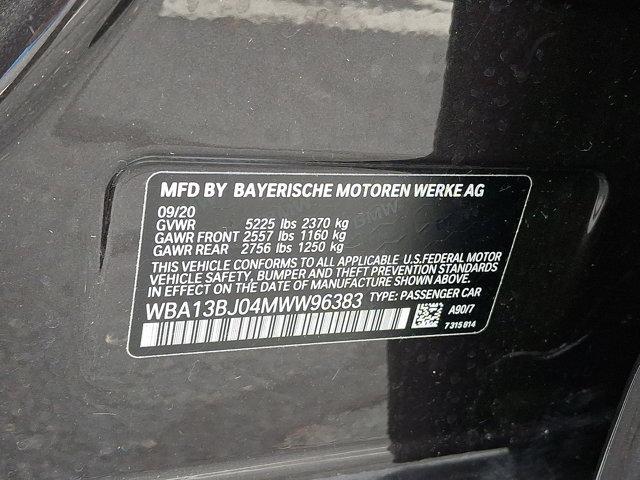 MFD BY BAYERISCHE MOTOREN WERKE AG
09/20
GVWR 5225 lbs 2370 kg
GAWR FRONT 2557 lbs 1160 kg
GAWR REAR 2756 lbs 1250 kg
THIS VEHICLE CONFORMS TO ALL APPLICABLE U.S.FEDERAL MOTOR
VEHICLE SAFETY, BUMPER AND THEFT PREVENTION STANDARDS
IN EFFECT ON THE DATE OF MANUFACTURE SHOWN ABOVE.
WBA13BJ04MWW96383 TYPE: PASSENGER CAR
A90/7
7 315 814
BMW